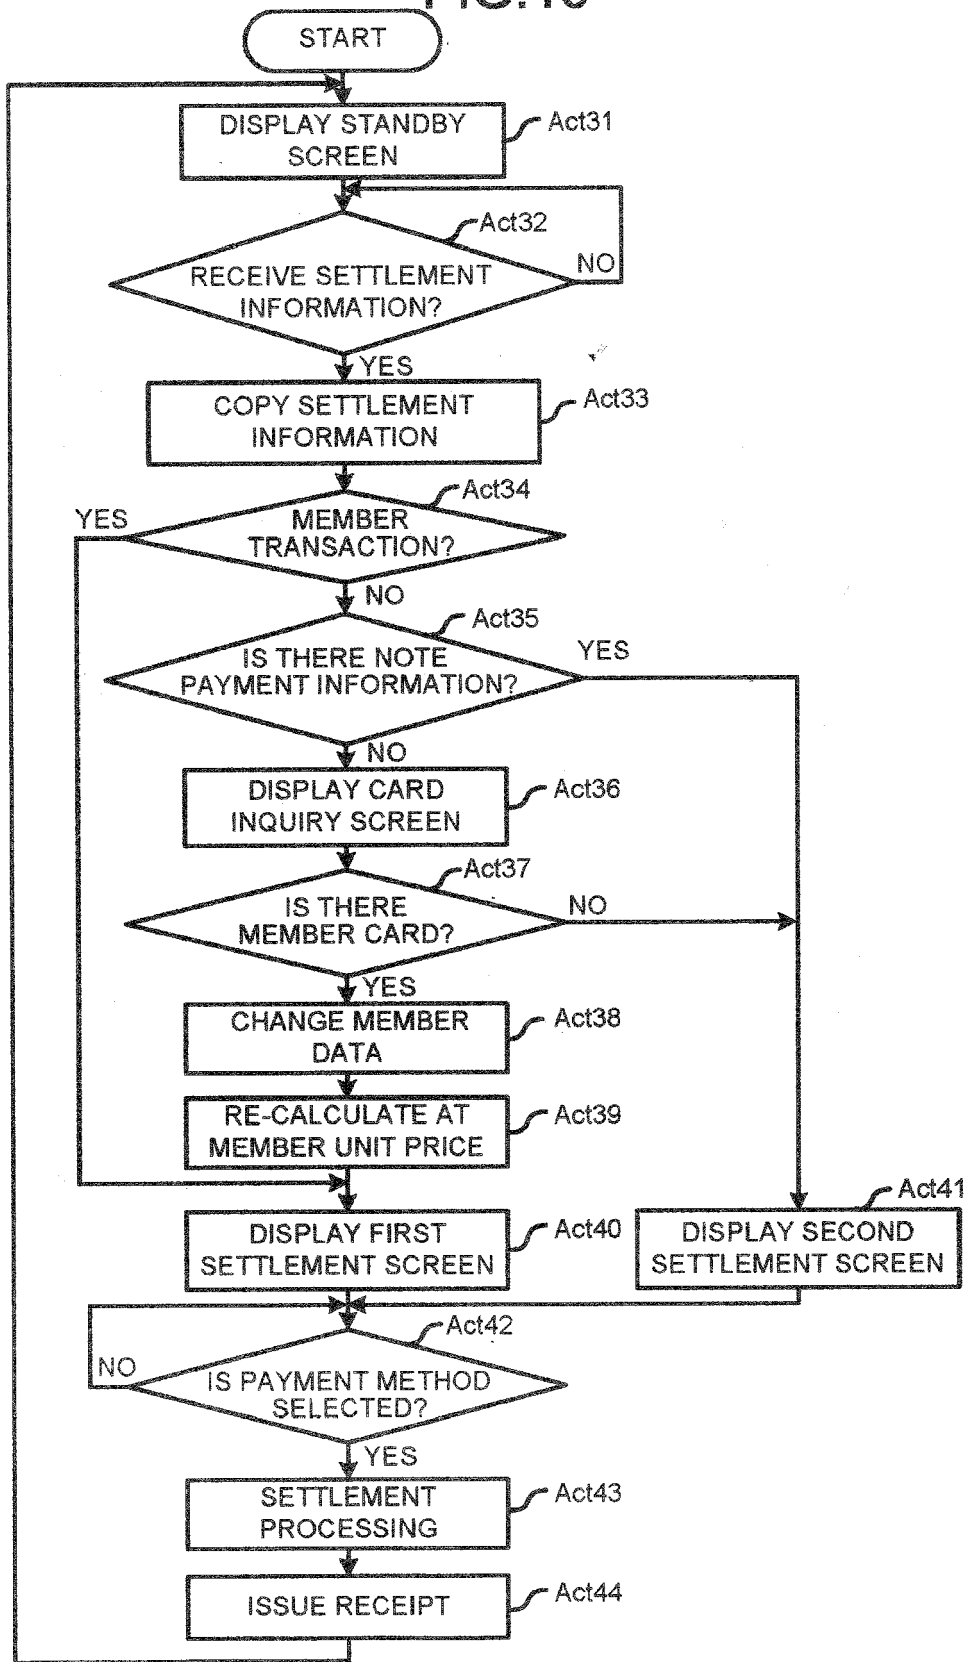 START
DISPLAY STANDBY
SCREEN
Act31
Act32
RECEIVE SETTLEMENT
INFORMATION?
NO
YES
COPY SETTLEMENT
INFORMATION
Act33
Act34
YES
MEMBER
TRANSACTION?
NO
Act35
IS THERE NOTE
PAYMENT INFORMATION?
YES
NO
DISPLAY CARD
INQUIRY SCREEN
Act36
Act37
IS THERE
MEMBER CARD?
NO
YES
CHANGE MEMBER
DATA
Act38
RE-CALCULATE AT
MEMBER UNIT PRICE
Act39
DISPLAY FIRST
SETTLEMENT SCREEN
Act40
Act41
DISPLAY SECOND
SETTLEMENT SCREEN
Act42
NO
IS PAYMENT METHOD
SELECTED?
YES
SETTLEMENT
PROCESSING
Act43
ISSUE RECEIPT
Act44